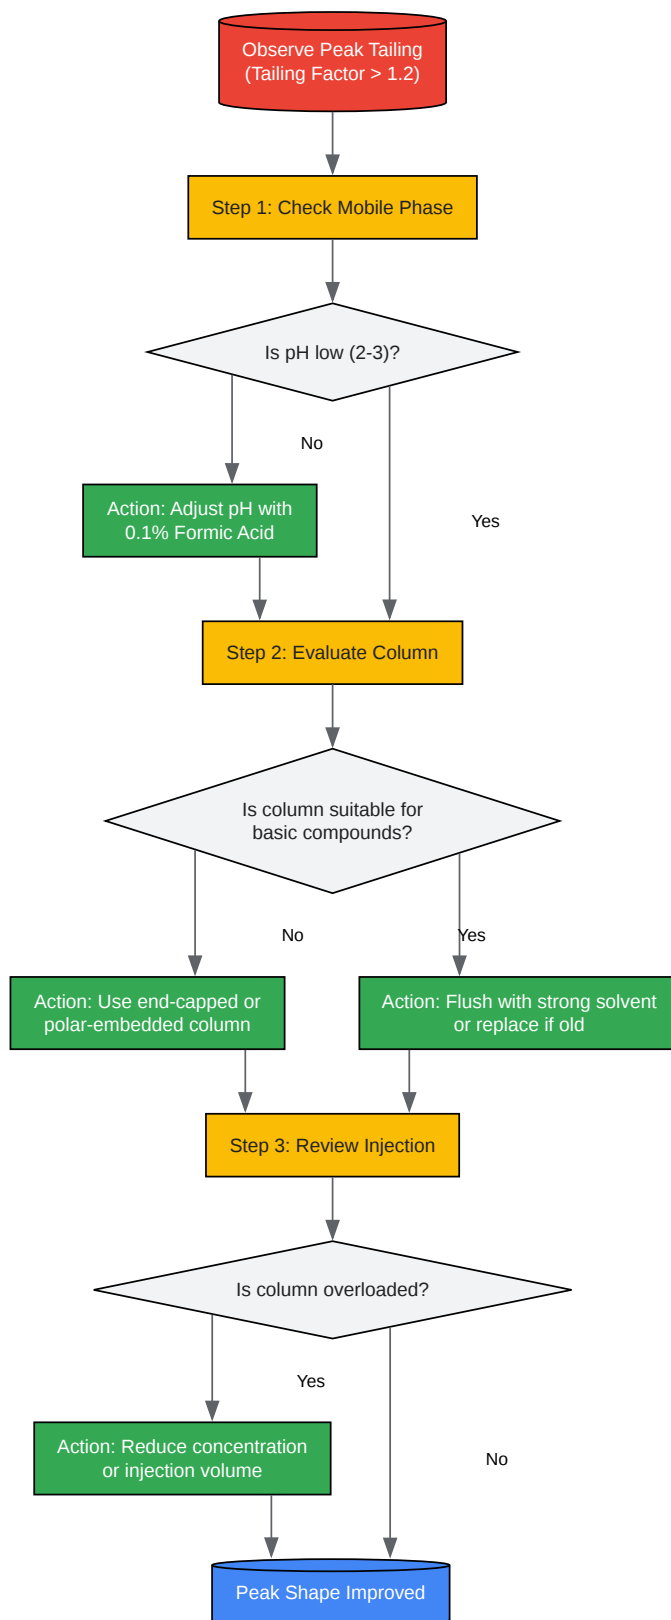 Observe Peak Tailing
(Tailing Factor > 1.2)
Step 1: Check Mobile Phase
Is pH low (2-3)?
No
Action: Adjust pH with
0.1% Formic Acid
Yes
Step 2: Evaluate Column
Is column suitable for
basic compounds?
No
Yes
Action: Use end-capped or
polar-embedded column
Action: Flush with strong solvent
or replace if old
Step 3: Review Injection
Is column overloaded?
Yes
Action: Reduce concentration
or injection volume
No
Peak Shape Improved